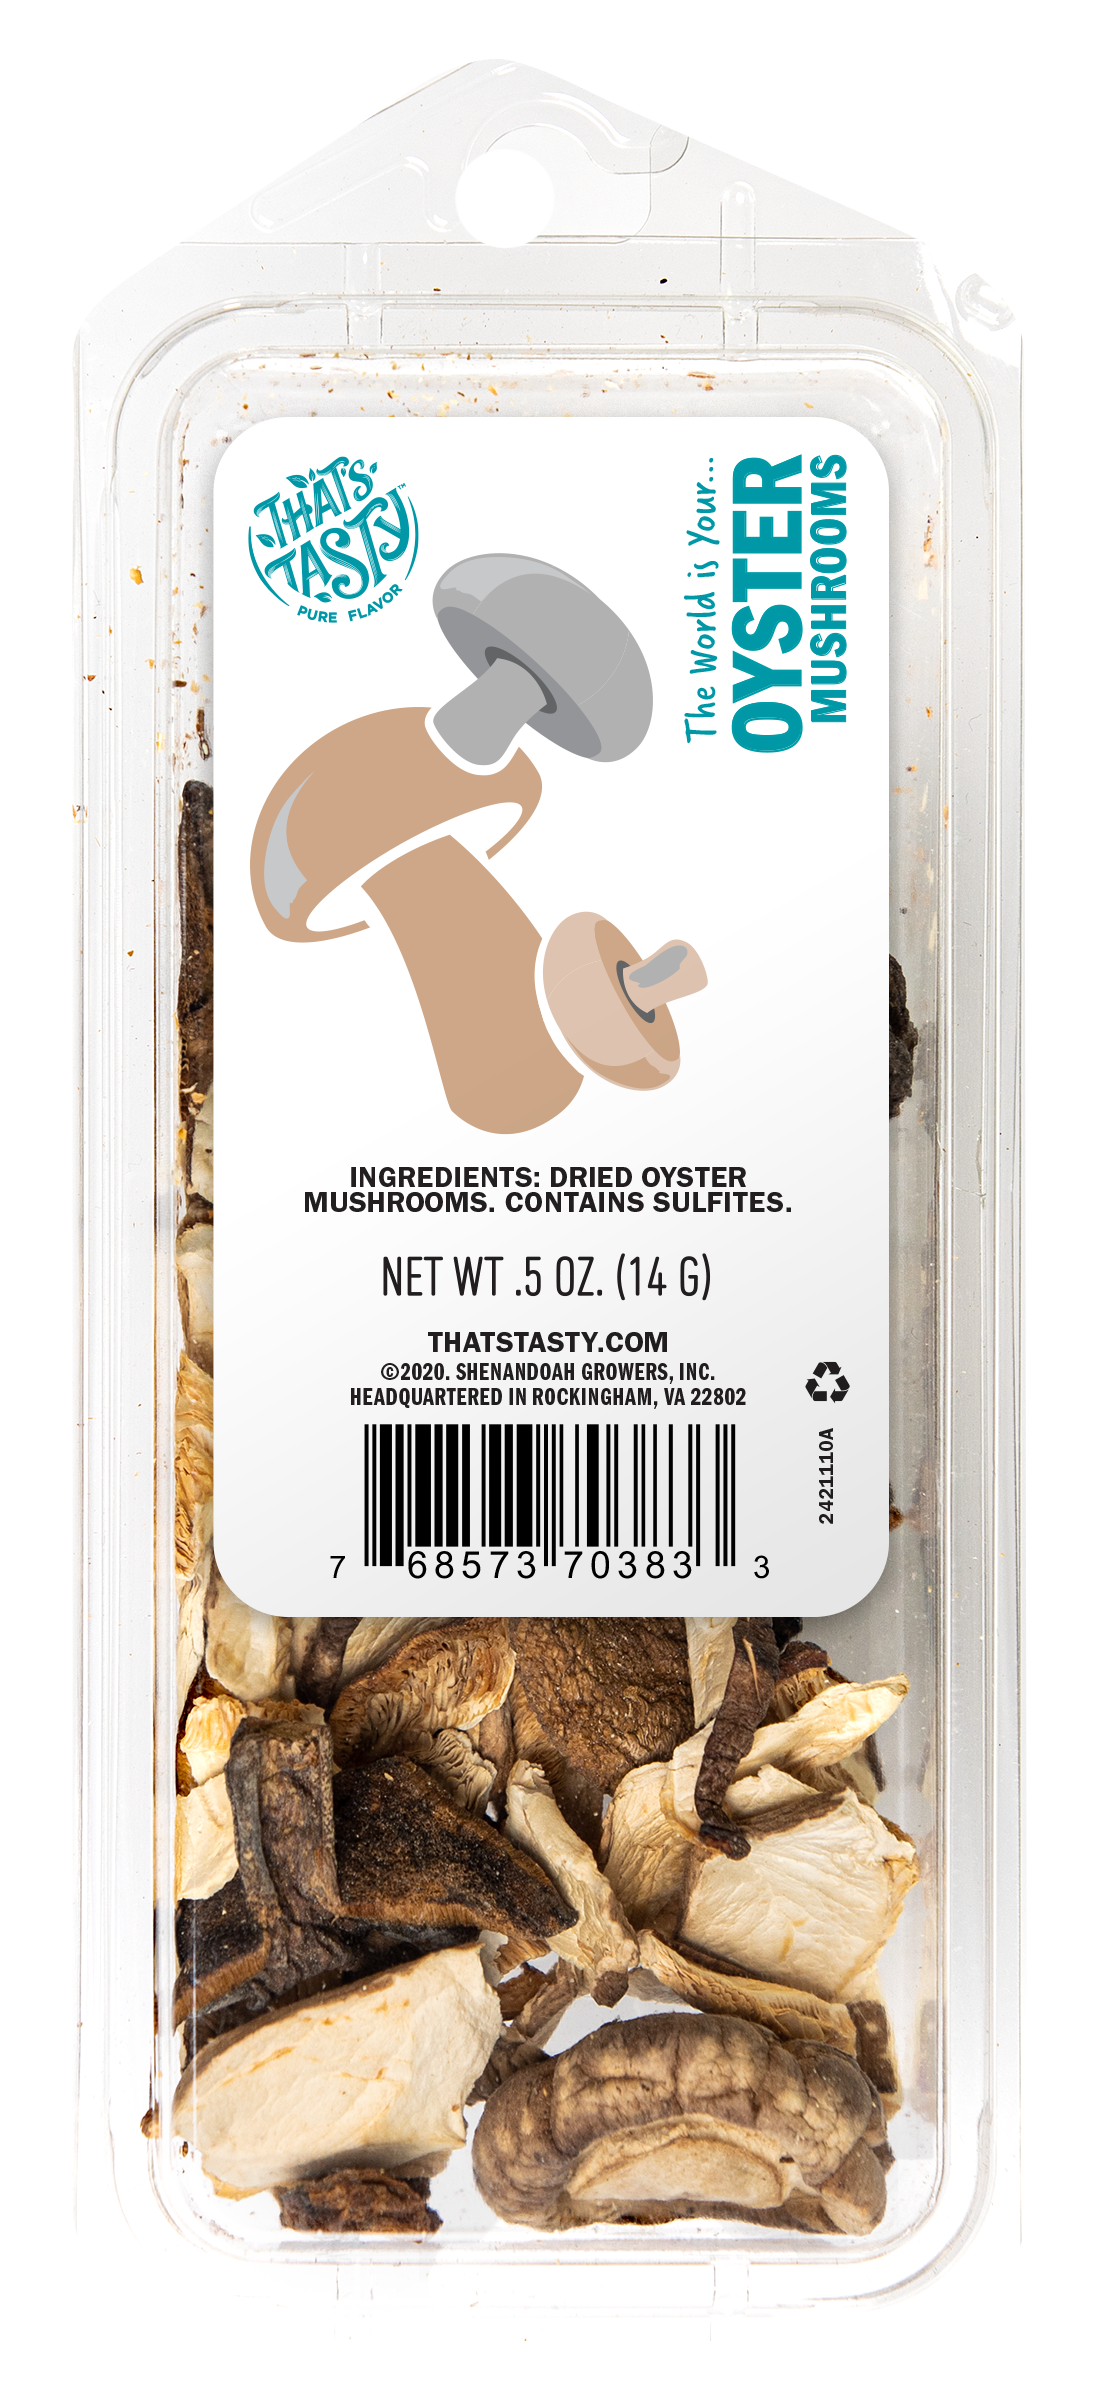 THAT'S
TASTY™
PURE FLAVOR
The World is Your...
OYSTER
MUSHROOMS
INGREDIENTS: DRIED OYSTER
MUSHROOMS. CONTAINS SULFITES.
NET WT .5 OZ. (14 G)
THATSTASTY.COM
©2020. SHENANDOAH GROWERS, INC.
HEADQUARTERED IN ROCKINGHAM, VA 22802
2421110A
7 68573 70383 3